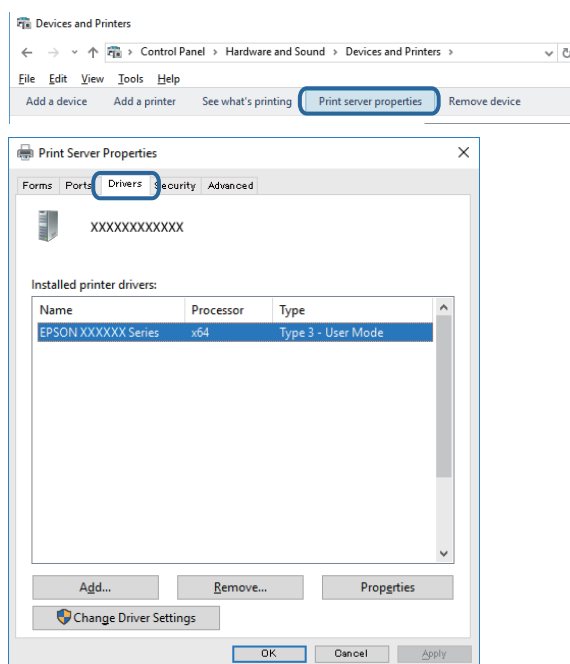 Devices and Printers
Control Panel > Hardware and Sound > Devices and Printers >
File Edit View Tools Help
Add a device Add a printer See what's printing Print server properties Remove device
Print Server Properties
Forms Ports Drivers Security Advanced
XXXXXXXXXXXX
Installed printer drivers:
Name Processor Type
EPSON XXXXXX Series x64 Type 3 - User Mode
Add... Remove... Properties
Change Driver Settings
OK Cancel Apply